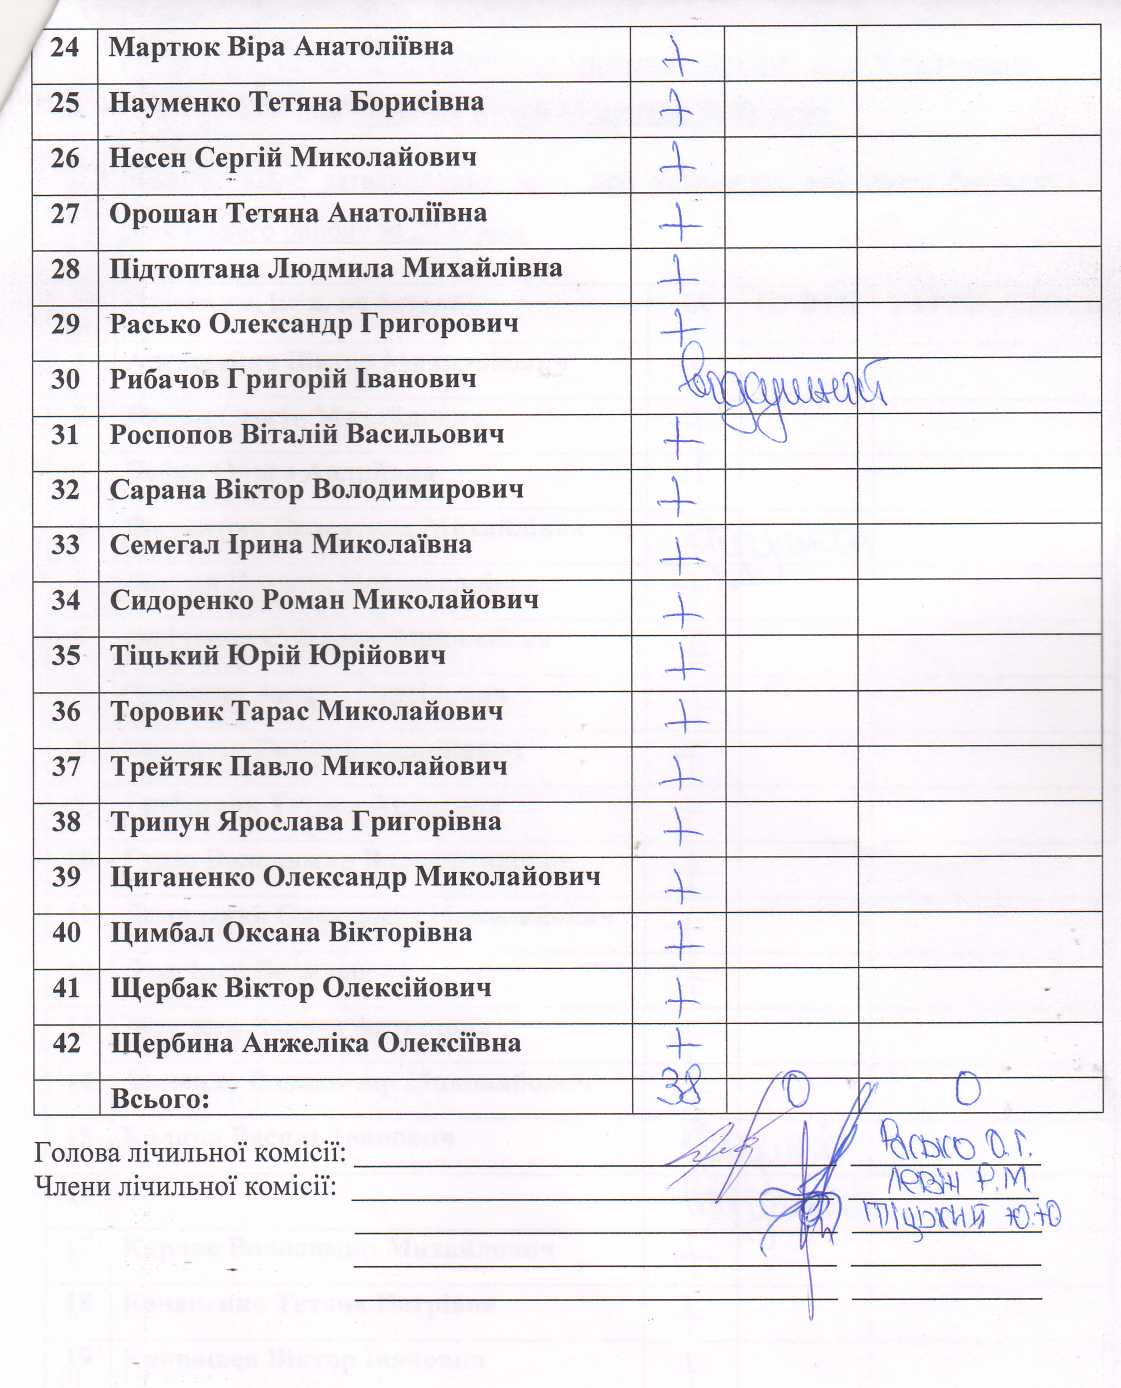 24 Мартюк Віра Анатоліївна +
25 Науменко Тетяна Борисівна +
26 Несен Сергій Миколайович +
27 Орошан Тетяна Анатоліївна +
28 Підтоптана Людмила Михайлівна +
29 Расько Олександр Григорович +
30 Рибачов Григорій Іванович відсутній
31 Роспопов Віталій Васильович +
32 Сарана Віктор Володимирович +
33 Семегал Ірина Миколаївна +
34 Сидоренко Роман Миколайович +
35 Тіцький Юрій Юрійович +
36 Торовик Тарас Миколайович +
37 Трейтяк Павло Миколайович +
38 Трипун Ярослава Григорівна +
39 Циганенко Олександр Миколайович +
40 Цимбал Оксана Вікторівна +
41 Щербак Віктор Олексійович +
42 Щербина Анжеліка Олексіївна +
Всього: 38 0 0
Голова лічильної комісії: Расько О.Г.
Члени лічильної комісії: Р.М.
Тіцький Ю.Ю